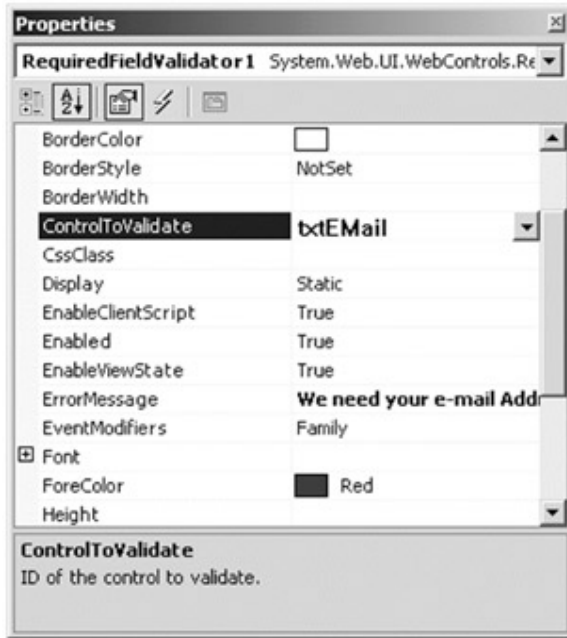 Properties
RequiredFieldValidator1 System.Web.UI.WebControls.Re
BorderColor
BorderStyle NotSet
BorderWidth
ControlToValidate txtEMail
CssClass
Display Static
EnableClientScript True
Enabled True
EnableViewState True
ErrorMessage We need your e-mail Add
EventModifiers Family
Font
ForeColor Red
Height
ControlToValidate
ID of the control to validate.